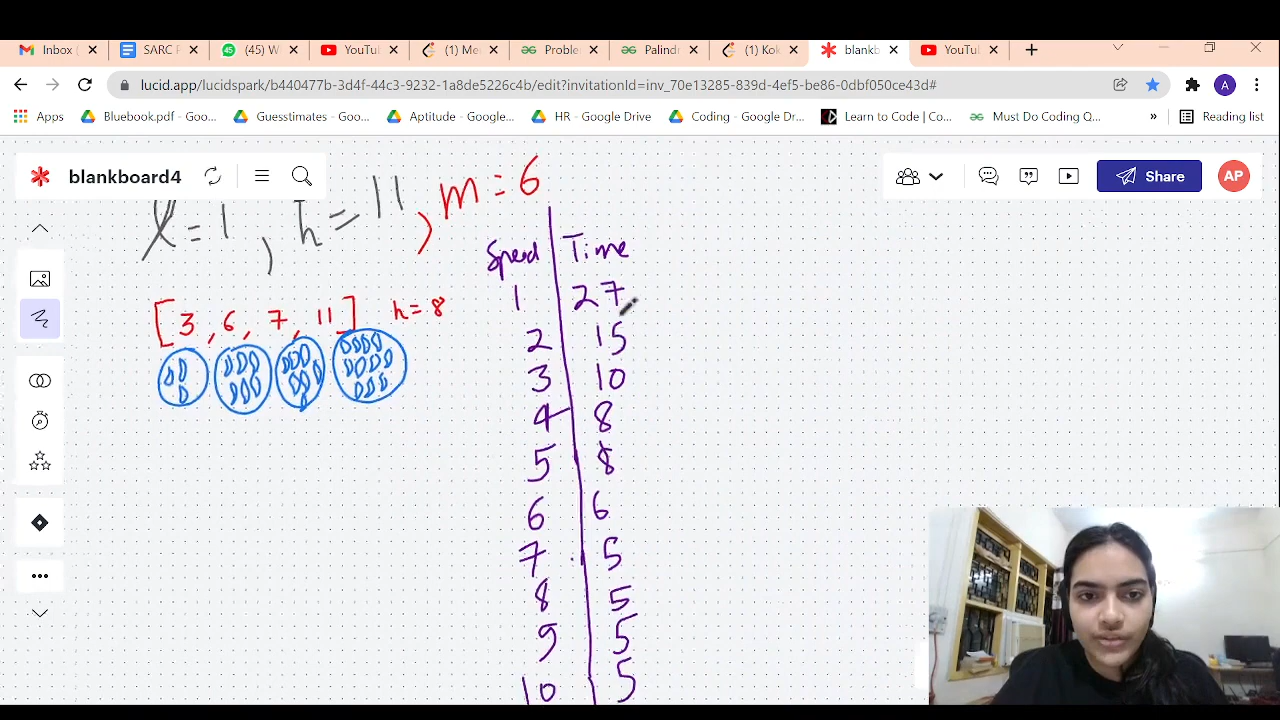 Inbox (
SARC P
(45) W
YouTu
(1) Me
Proble
Palind
(1) Kok
blankb
YouTul
lucid.app/lucidspark/b440477b-3d4f-44c3-9232-1a8de5226c4b/edit?invitationId=inv_70e13285-839d-4ef5-be86-0dbf050ce43d#
A
Apps
Bluebook.pdf - Goo...
Guesstimates - Goo...
Aptitude - Google...
HR - Google Drive
Coding - Google Dr...
Learn to Code | Co...
Must Do Coding Q...
»
Reading list
blankboard4
Share
AP
l = 1, h = 11, m = 6
Speed Time
1 27
[3, 6, 7, 11] h = 8
2 15
3 10
4 8
5 8
6 6
7 5
8 5
9 5
10 5